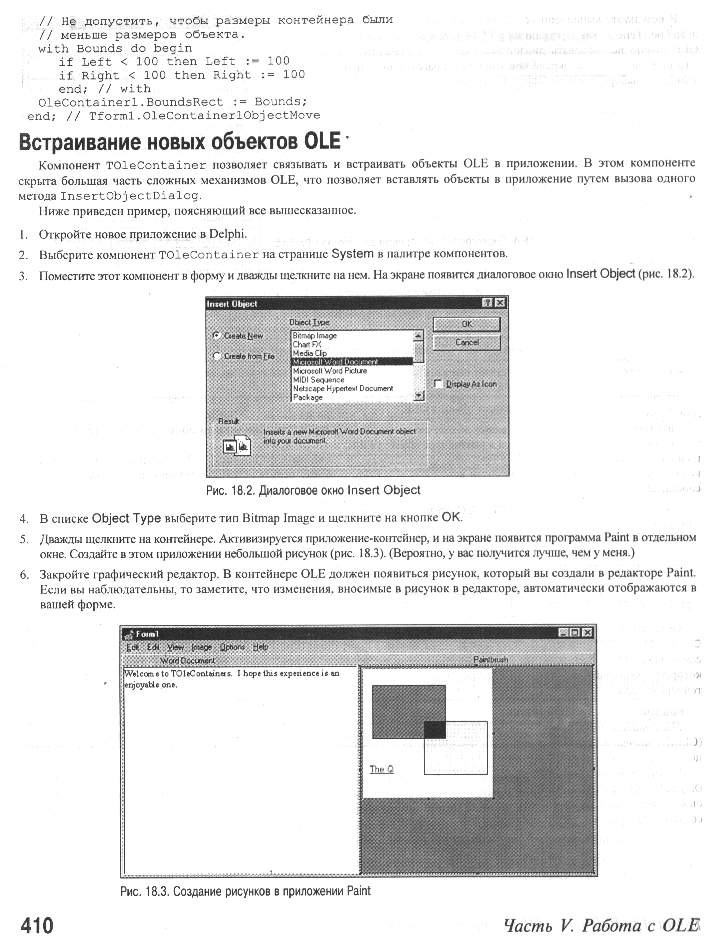 // Не допустить, чтобы размеры контейнера были
// меньше размеров объекта.
with Bounds do begin
if Left < 100 then Left := 100
if Right < 100 then Right := 100
end; // with
OleContainer1.BoundsRect := Bounds;
end; // Tform1.OleContainer1ObjectMove
Встраивание новых объектов OLE
Компонент TOleContainer позволяет связывать и встраивать объекты OLE в приложении. В этом компоненте
скрыта большая часть сложных механизмов OLE, что позволяет вставлять объекты в приложение путем вызова одного
метода InsertObjectDialog.
Ниже приведен пример, поясняющий все вышесказанное.
1. Откройте новое приложение в Delphi.
2. Выберите компонент TOleContainer на странице System в палитре компонентов.
3. Поместите этот компонент в форму и дважды щелкните на нем. На экране появится диалоговое окно Insert Object (рис. 18.2).
Insert Object
Object Type
Create New
Create from File
Bitmap Image
Chart FX
Media Clip
Microsoft Word Document
Microsoft Word Picture
MIDI Sequence
Netscape Hypertext Document
Package
OK
Cancel
Display As Icon
Result
Inserts a new Microsoft Word Document object
into your document.
Рис. 18.2. Диалоговое окно Insert Object
4. В списке Object Type выберите тип Bitmap Image и щелкните на кнопке OK.
5. Дважды щелкните на контейнере. Активизируется приложение-контейнер, и на экране появится программа Paint в отдельном
окне. Создайте в этом приложении небольшой рисунок (рис. 18.3). (Вероятно, у вас получится лучше, чем у меня.)
6. Закройте графический редактор. В контейнере OLE должен появиться рисунок, который вы создали в редакторе Paint.
Если вы наблюдательны, то заметите, что изменения, вносимые в рисунок в редакторе, автоматически отображаются в
вашей форме.
Form1
Edit Edit View Image Options Help
Word Document Paintbrush
Welcome to TOleContainers. I hope this experience is an
enjoyable one.
The Q
Рис. 18.3. Создание рисунков в приложении Paint
410 Часть V. Работа с OLE